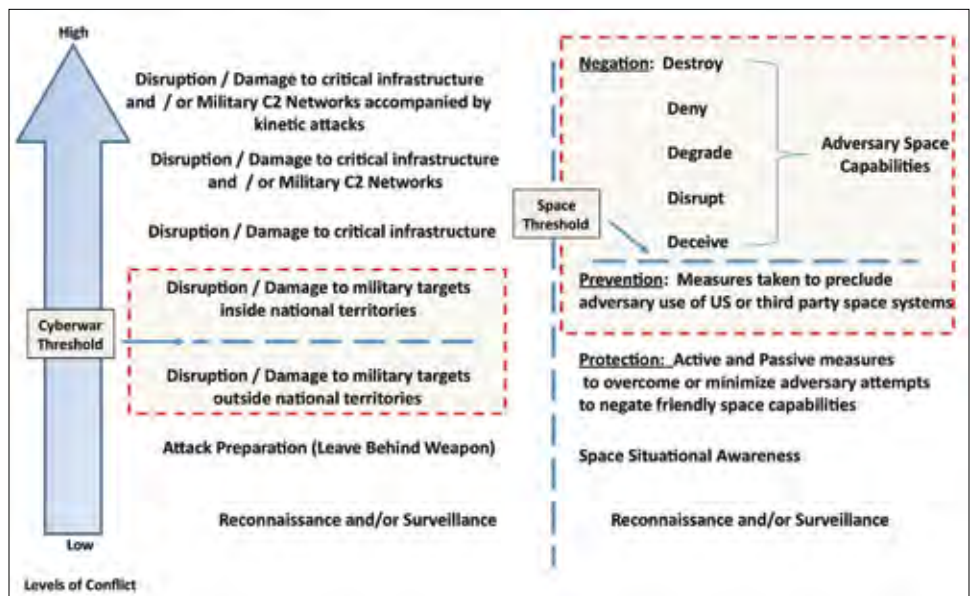 High
Disruption / Damage to critical infrastructure
and / or Military C2 Networks accompanied by
kinetic attacks
Disruption / Damage to critical infrastructure
and / or Military C2 Networks
Disruption / Damage to critical infrastructure
Disruption / Damage to military targets
inside national territories
Cyberwar
Threshold
Disruption / Damage to military targets
outside national territories
Attack Preparation (Leave Behind Weapon)
Reconnaissance and/or Surveillance
Low
Levels of Conflict
Negation: Destroy
Deny
Degrade
Disrupt
Deceive
Adversary Space
Capabilities
Space
Threshold
Prevention: Measures taken to preclude
adversary use of US or third party space systems
Protection: Active and Passive measures
to overcome or minimize adversary attempts
to negate friendly space capabilities
Space Situational Awareness
Reconnaissance and/or Surveillance